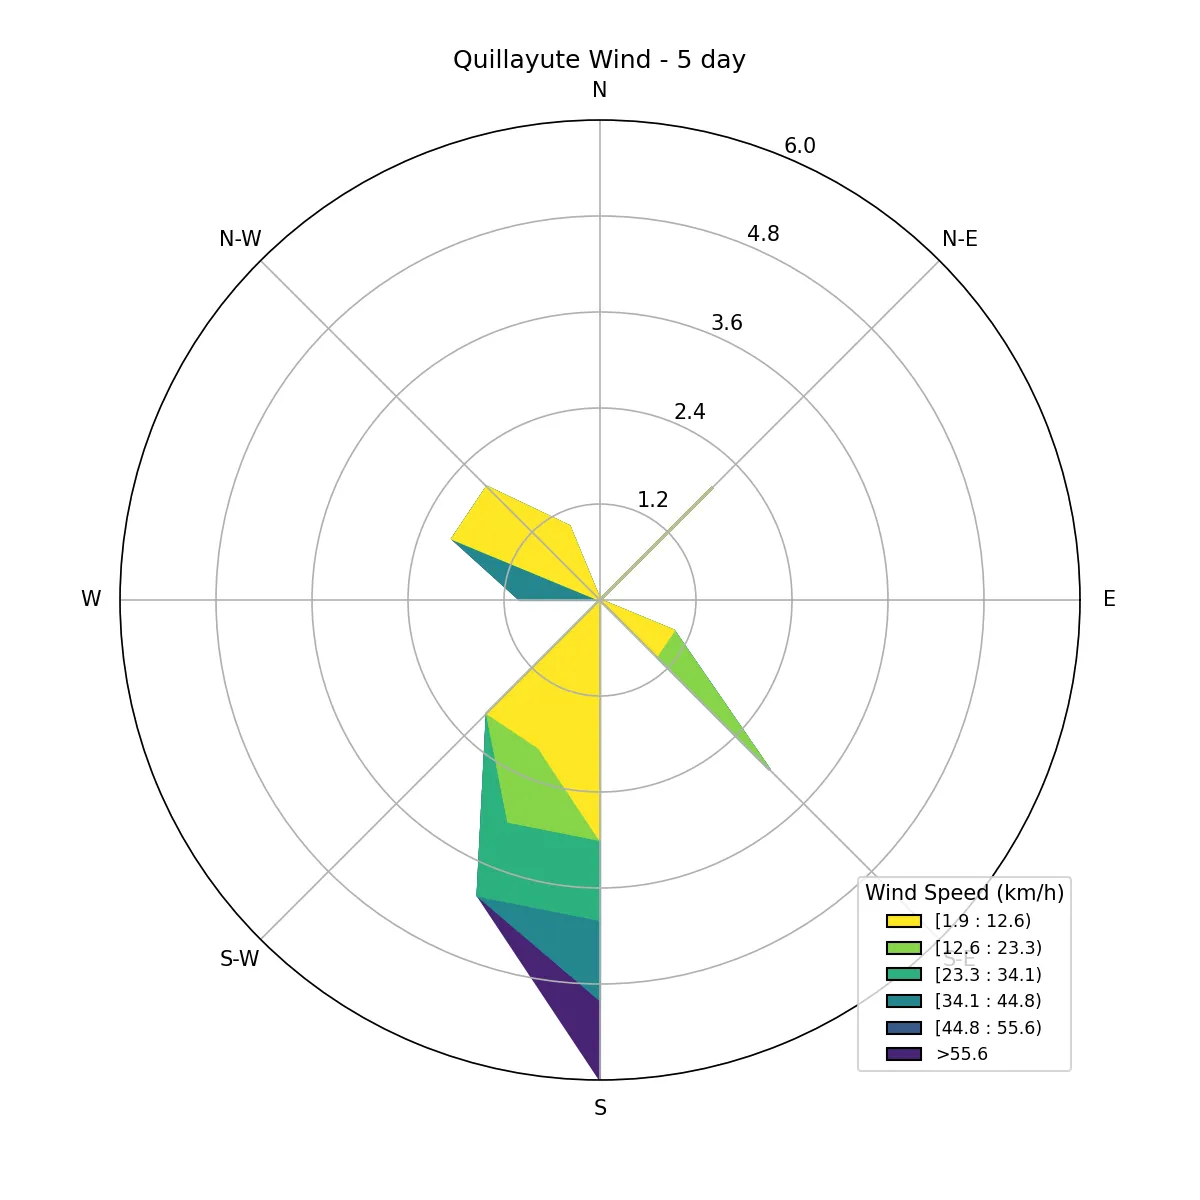 Quillayute Wind - 5 day
N
6.0
N-W
4.8
N-E
3.6
2.4
1.2
W
E
S-W
S-E
Wind Speed (km/h)
[1.9 : 12.6)
[12.6 : 23.3)
[23.3 : 34.1)
[34.1 : 44.8)
[44.8 : 55.6)
>55.6
S